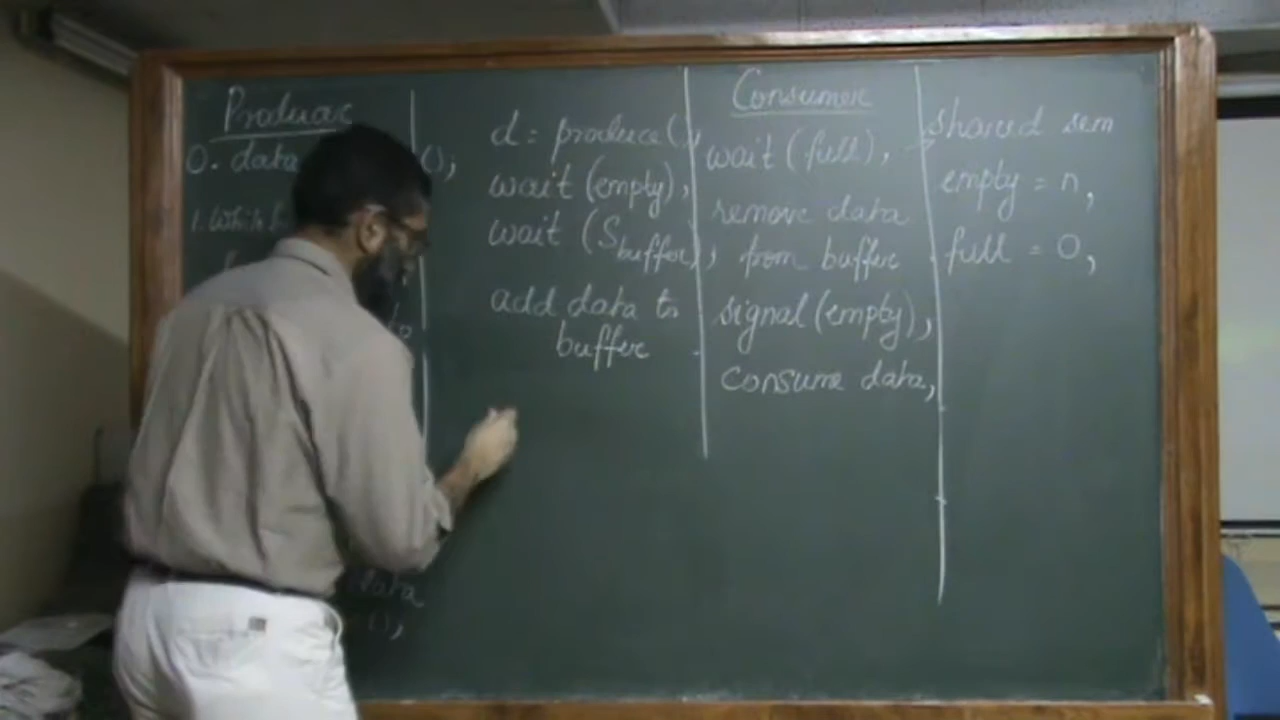 Producer
0. data
1. While
data
(),
(),
d = produce(),
wait (empty),
wait (S buffer),
add data to
buffer
Consumer
wait (full),
remove data
from buffer
signal (empty),
consume data,
shared sem
empty = n,
full = 0,